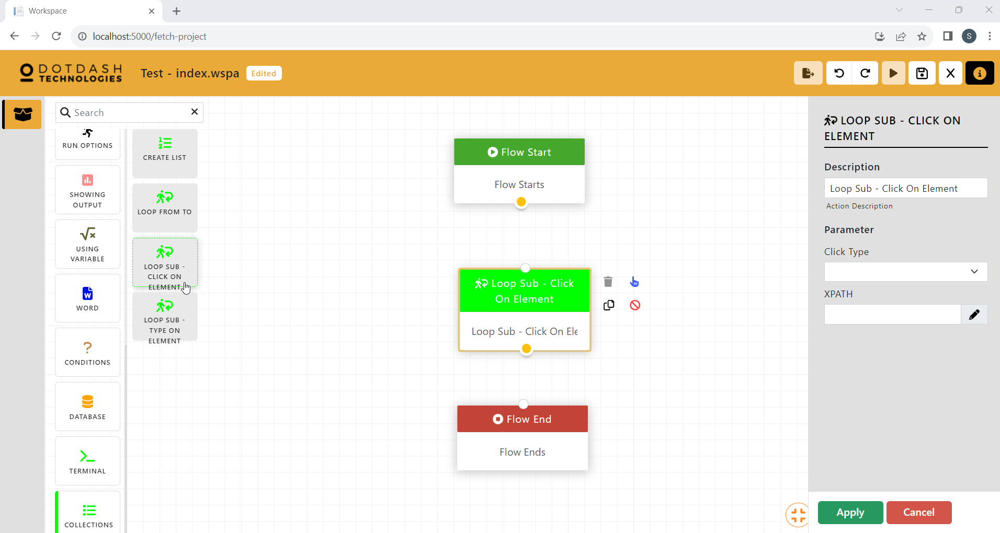 Workspace
localhost:5000/fetch-project
S
DOTDASH
TECHNOLOGIES
Test - index.wspa
Edited
Search
RUN OPTIONS
SHOWING
OUTPUT
USING
VARIABLE
WORD
CONDITIONS
DATABASE
TERMINAL
COLLECTIONS
CREATE LIST
LOOP FROM TO
LOOP SUB -
CLICK ON
ELEMENT
LOOP SUB -
TYPE ON
ELEMENT
Flow Start
Flow Starts
Loop Sub - Click
On Element
Loop Sub - Click On Ele
Flow End
Flow Ends
LOOP SUB - CLICK ON
ELEMENT
Description
Loop Sub - Click On Element
Action Description
Parameter
Click Type
XPATH
Apply
Cancel